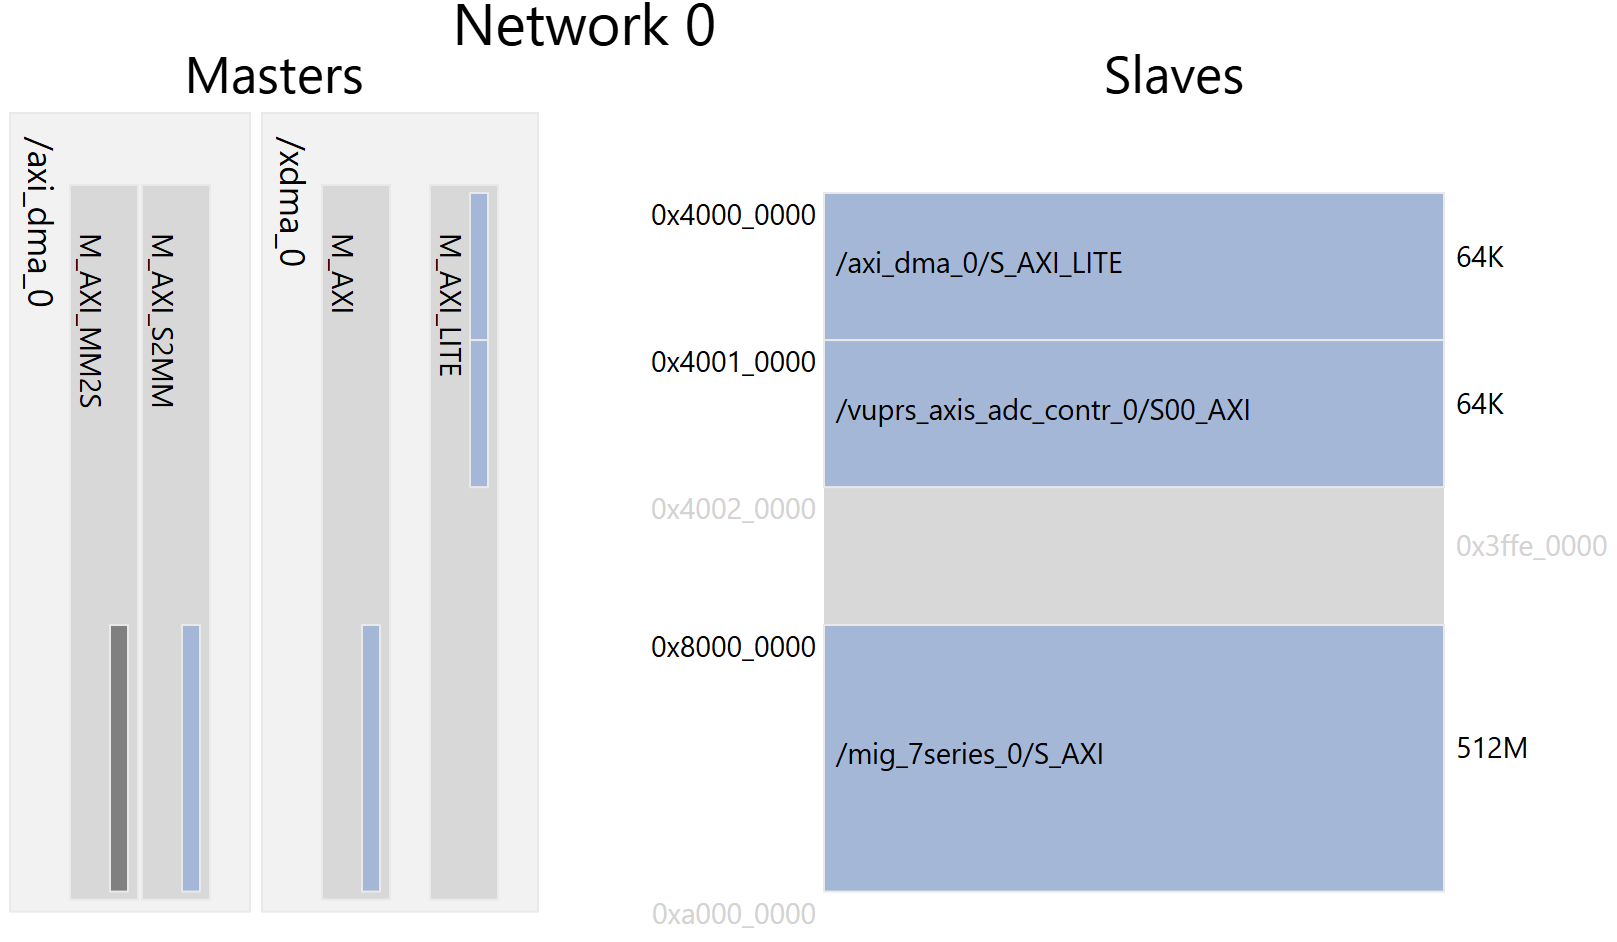 Network 0
Masters
Slaves
/axi_dma_0
M_AXI_MM2S
M_AXI_S2MM
/xdma_0
M_AXI
M_AXI_LITE
0x4000_0000
/axi_dma_0/S_AXI_LITE
64K
0x4001_0000
/vuprs_axis_adc_contr_0/S00_AXI
64K
0x4002_0000
0x3ffe_0000
0x8000_0000
/mig_7series_0/S_AXI
512M
0xa000_0000